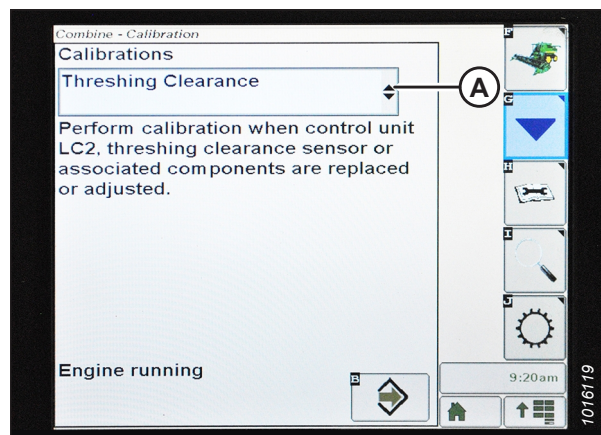 Combine - Calibration
Calibrations
Threshing Clearance
A
Perform calibration when control unit
LC2, threshing clearance sensor or
associated components are replaced
or adjusted.
Engine running
B
F
G
H
I
J
9:20am
1016119